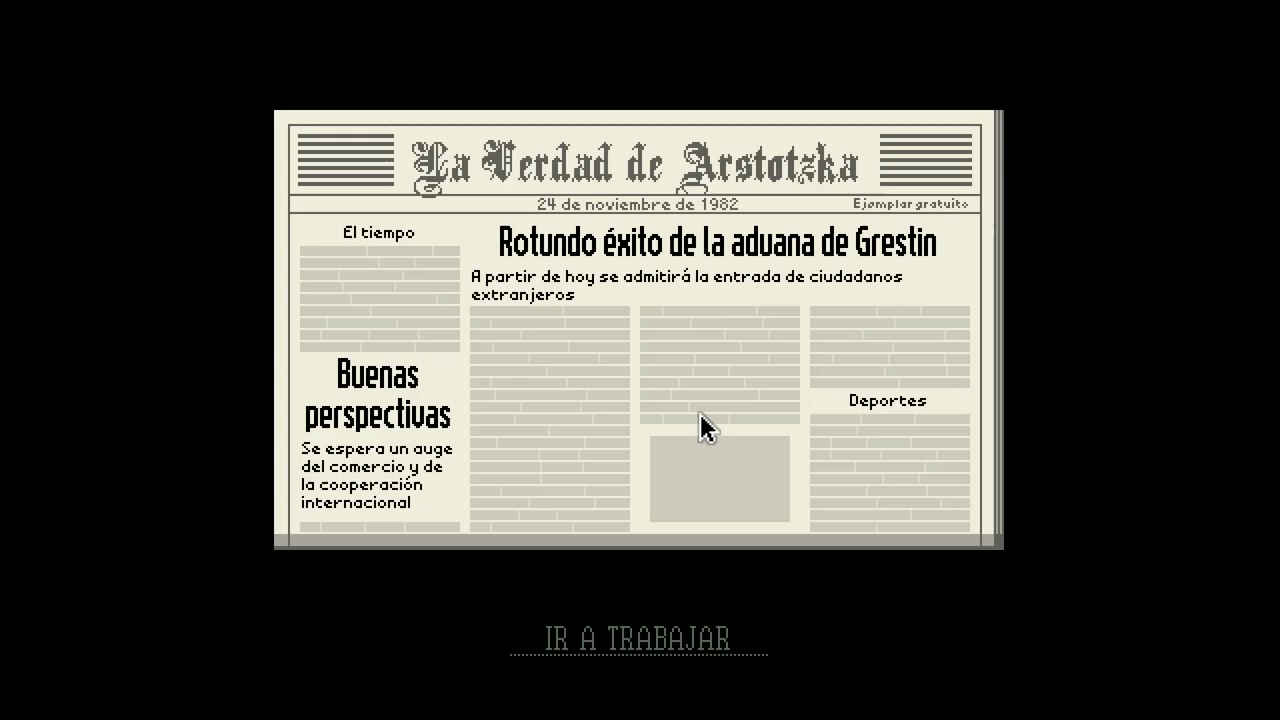 La Verdad de Arstotzka
24 de noviembre de 1982
Ejemplar gratuito
El tiempo
Buenas
perspectivas
Se espera un auge
del comercio y de
la cooperación
internacional
Rotundo éxito de la aduana de Grestin
A partir de hoy se admitirá la entrada de ciudadanos
extranjeros
Deportes
IR A TRABAJAR